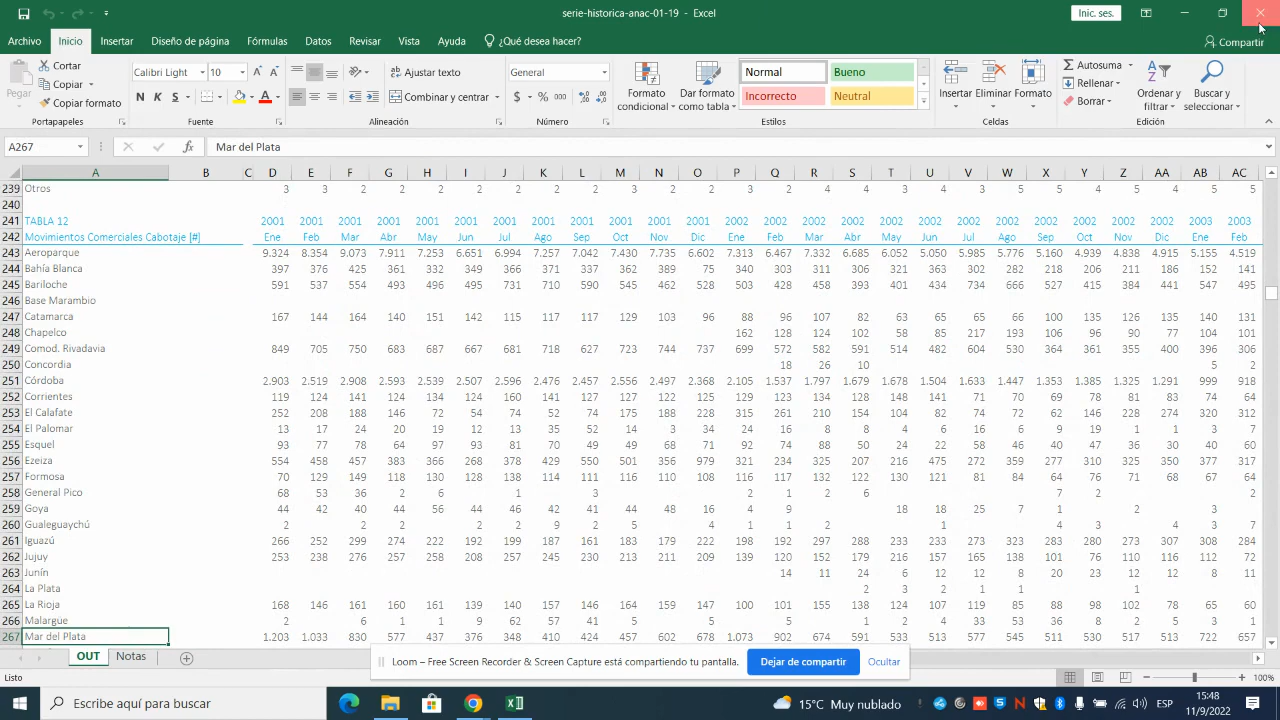 serie-historica-anac-01-19 - Excel
Inic. ses.
Archivo Inicio Insertar Diseño de página Fórmulas Datos Revisar Vista Ayuda ¿Qué desea hacer? Compartir
Pegar
Cortar
Copiar
Copiar formato
Calibri Light 10
N K S
Ajustar texto
Combinar y centrar
General
$ % 000
Formato condicional
Dar formato como tabla
Normal Bueno
Incorrecto Neutral
Insertar Eliminar Formato
Autosuma
Rellenar
Borrar
Ordenar y filtrar
Buscar y seleccionar
Portapapeles Fuente Alineación Número Estilos Celdas Edición
A267 Mar del Plata
A B C D E F G H I J K L M N O P Q R S T U V W X Y Z AA AB AC
239 Otros 3 3 2 2 2 2 2 2 2 3 2 3 3 2 4 4 3 4 3 5 5 4 5 4 5 5
240
241 TABLA 12 2001 2001 2001 2001 2001 2001 2001 2001 2001 2001 2001 2001 2002 2002 2002 2002 2002 2002 2002 2002 2002 2002 2002 2002 2003 2003
242 Movimientos Comerciales Cabotaje [#] Ene Feb Mar Abr May Jun Jul Ago Sep Oct Nov Dic Ene Feb Mar Abr May Jun Jul Ago Sep Oct Nov Dic Ene Feb
243 Aeroparque 9.324 8.354 9.073 7.911 7.253 6.651 6.994 7.257 7.042 7.430 7.735 6.602 7.313 6.467 7.332 6.685 6.052 5.050 5.985 5.776 5.160 4.939 4.838 4.915 5.155 4.519
244 Bahía Blanca 397 376 425 361 332 349 366 371 337 362 389 75 340 303 311 306 321 363 302 282 218 206 211 186 152 141
245 Bariloche 591 537 554 493 496 495 731 710 590 545 462 528 503 428 458 393 401 434 734 666 527 415 384 441 547 495
246 Base Marambio
247 Catamarca 167 144 164 140 151 142 115 117 117 129 103 96 88 96 107 82 63 65 65 66 100 135 126 135 140 131
248 Chapelco 162 128 124 102 58 85 217 193 106 96 90 77 104 101
249 Comod. Rivadavia 849 705 750 683 687 667 681 718 627 723 744 737 699 572 582 591 514 482 604 530 364 361 355 400 396 306
250 Concordia 18 26 10 5 2
251 Córdoba 2.903 2.519 2.908 2.593 2.539 2.507 2.596 2.476 2.457 2.556 2.497 2.368 2.105 1.537 1.797 1.679 1.678 1.504 1.633 1.447 1.353 1.385 1.325 1.291 999 918
252 Corrientes 119 124 141 124 134 124 160 141 127 127 122 125 129 123 134 128 148 141 71 70 69 78 81 83 74 64
253 El Calafate 252 208 188 146 72 54 74 52 74 175 188 228 315 261 210 154 104 82 74 72 62 146 228 274 320 312
254 El Palomar 13 17 24 20 19 12 13 35 52 14 3 34 24 16 8 8 4 6 16 6 9 19 1 1 3 7
255 Esquel 93 77 78 64 97 93 81 70 49 49 68 71 92 74 88 50 24 22 58 46 40 47 36 30 40 60
256 Ezeiza 554 458 457 383 366 268 378 429 550 501 356 979 321 234 325 207 216 475 272 359 277 310 325 350 377 317
257 Formosa 70 129 149 118 130 128 138 114 111 116 110 108 116 117 132 122 130 121 81 84 64 76 71 68 67 64
258 General Pico 68 53 36 2 6 1 3 2 1 2 6 7 2 2
259 Goya 44 42 40 44 56 44 46 42 41 44 48 16 4 9 18 18 25 7 1 2 3
260 Gualeguaychú 2 2 2 2 2 9 2 5 4 1 1 2 1 4 3 4 3 7
261 Iguazú 266 252 299 274 222 192 199 187 161 183 179 222 198 192 297 288 233 233 273 323 283 280 273 307 308 284
262 Jujuy 253 238 276 257 258 208 257 245 230 213 211 209 139 120 152 179 216 157 165 138 101 76 110 116 112 72
263 Junín 14 11 24 6 12 12 8 20 23 12 12 8 11
264 La Plata 2 3 2 1 1 1
265 La Rioja 168 146 161 160 161 139 140 157 146 164 159 147 100 101 155 138 124 107 119 85 88 98 102 78 65 60
266 Malargüe 2 6 1 1 9 62 57 41 5 1 1 2 2 1 2 4 33 53 36 8 2 5 3 1
267 Mar del Plata 1.203 1.033 830 577 437 376 348 410 424 457 602 678 1.073 902 674 591 533 513 577 545 511 530 517 513 722 657
OUT Notas
Loom – Free Screen Recorder & Screen Capture está compartiendo tu pantalla. Dejar de compartir Ocultar
Listo 100%
Escribe aquí para buscar
15°C Muy nublado
ESP
15:48
11/9/2022